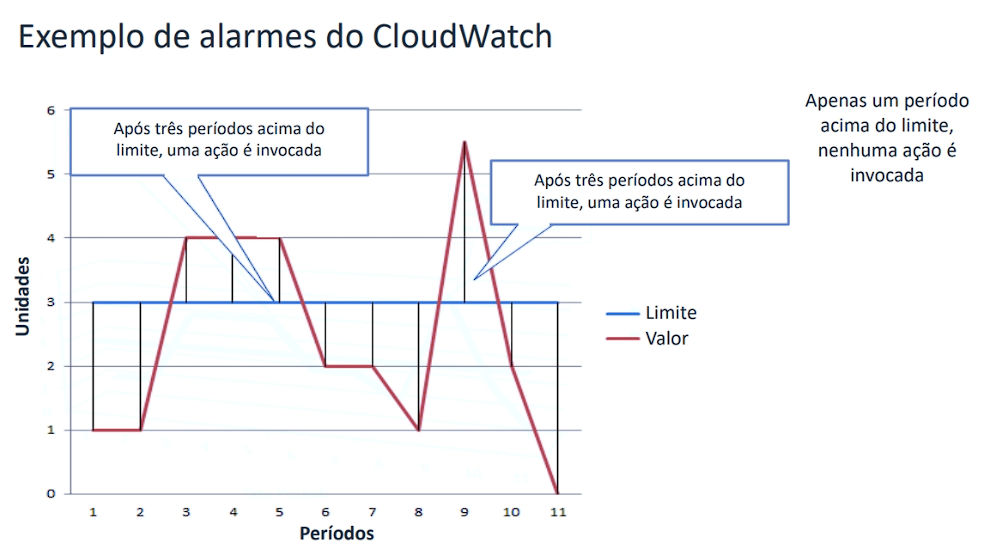 Exemplo de alarmes do CloudWatch
Apenas um período
acima do limite,
nenhuma ação é
invocada
Após três períodos acima do
limite, uma ação é invocada
Após três períodos acima do
limite, uma ação é invocada
Unidades
6
5
4
3
2
1
0
1 2 3 4 5 6 7 8 9 10 11
Períodos
Limite
Valor